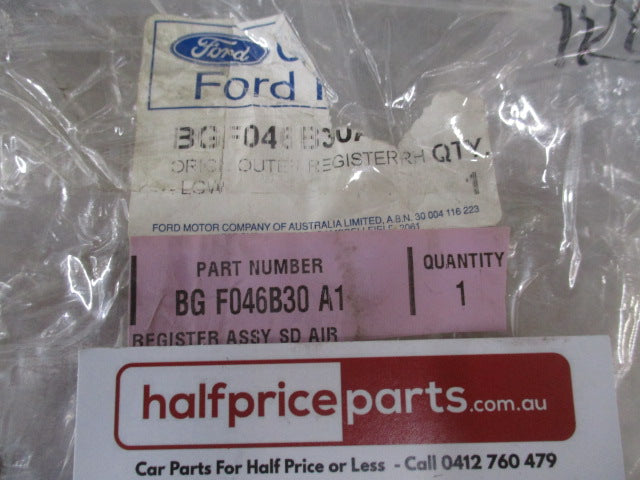 Ford
Ford
BGF046B30A
OUTER REGISTER RH QTY
LOW 1
FORD MOTOR COMPANY OF AUSTRALIA LIMITED, A.B.N. 30 004 116 223
2061
PART NUMBER QUANTITY
BG F046B30 A1 1
REGISTER ASSY SD AIR
halfpriceparts.com.au
Car Parts For Half Price or Less - Call 0412 760 479